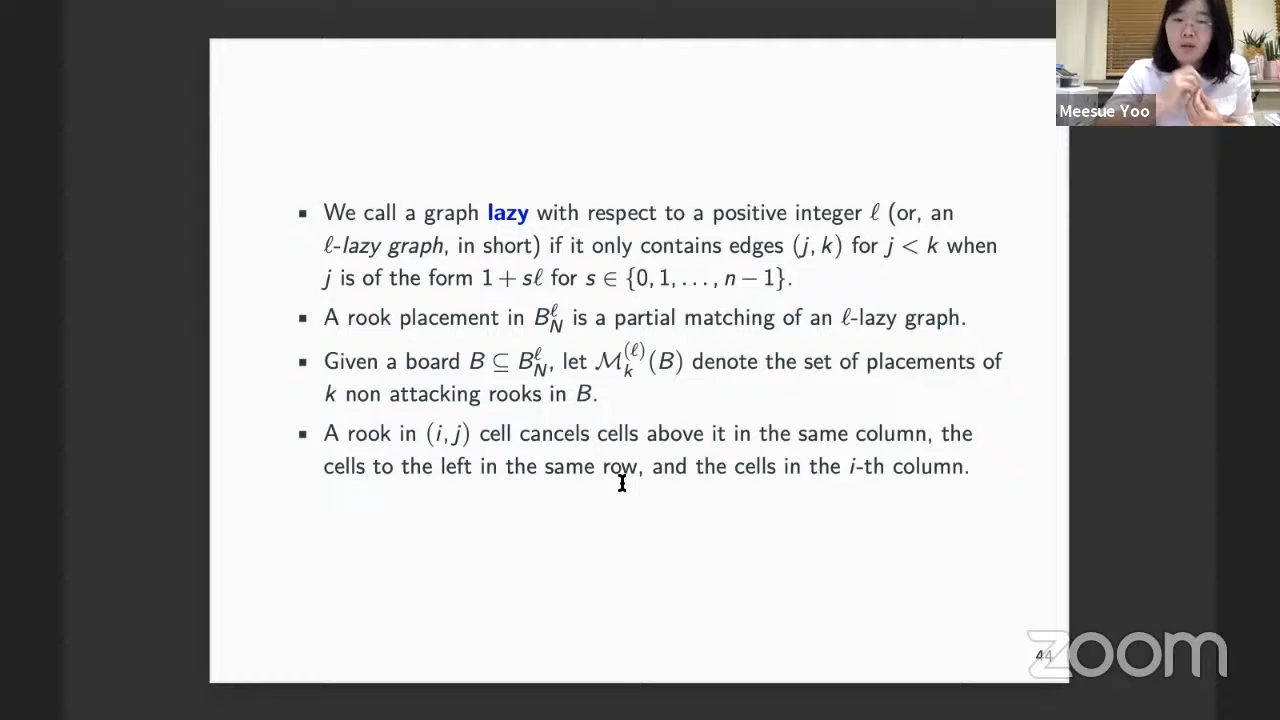 Meesue Yoo
▪ We call a graph lazy with respect to a positive integer ℓ (or, an
ℓ-lazy graph, in short) if it only contains edges (j, k) for j < k when
j is of the form 1 + sℓ for s ∈ {0, 1, . . . , n − 1}.
▪ A rook placement in B_N^ℓ is a partial matching of an ℓ-lazy graph.
▪ Given a board B ⊆ B_N^ℓ, let ℳ_k^(ℓ)(B) denote the set of placements of
k non attacking rooks in B.
▪ A rook in (i, j) cell cancels cells above it in the same column, the
cells to the left in the same row, and the cells in the i-th column.
44
zoom